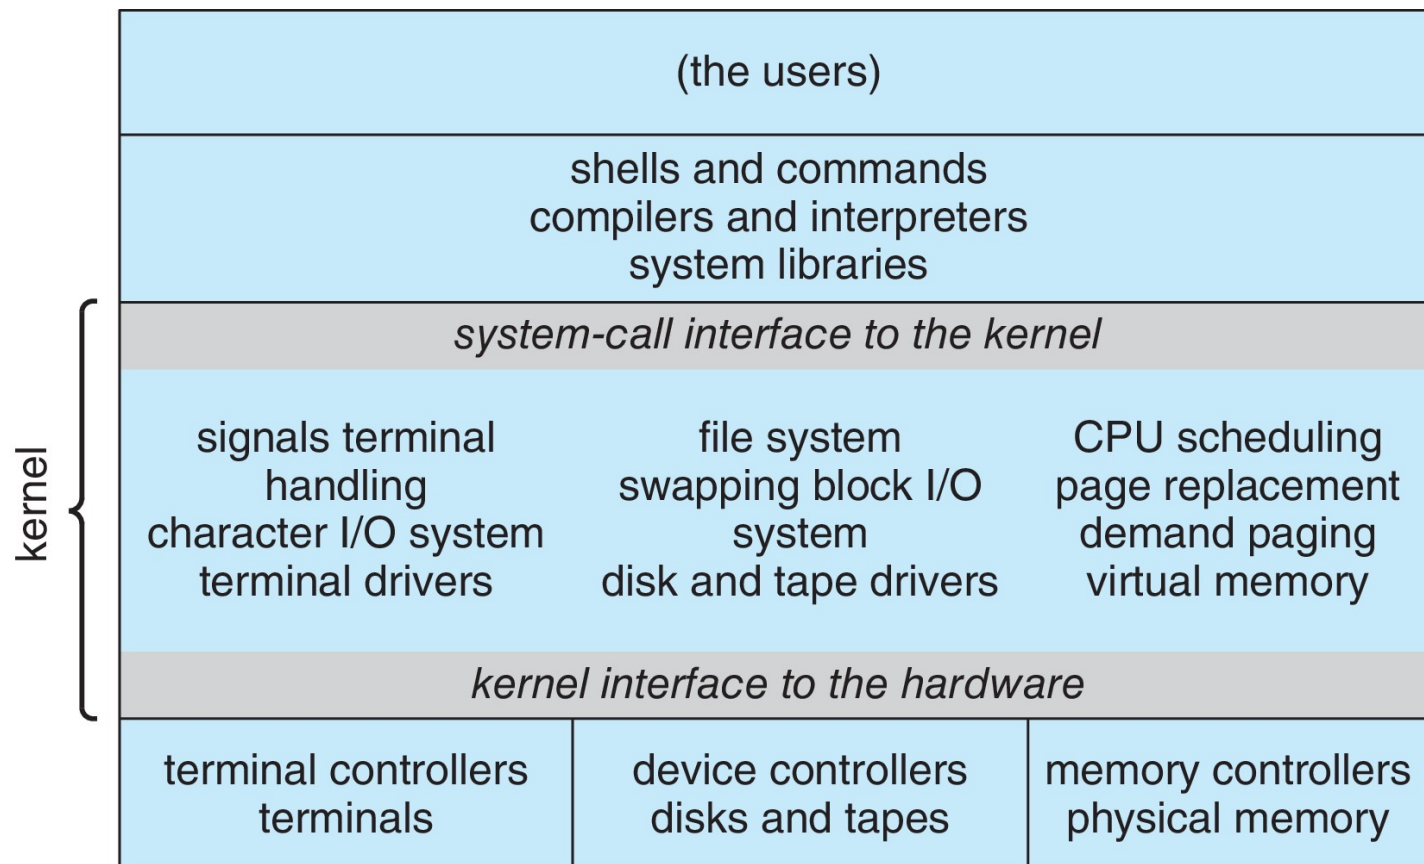 (the users)
shells and commands
compilers and interpreters
system libraries
system-call interface to the kernel
kernel
signals terminal
handling
character I/O system
terminal drivers
file system
swapping block I/O
system
disk and tape drivers
CPU scheduling
page replacement
demand paging
virtual memory
kernel interface to the hardware
terminal controllers
terminals
device controllers
disks and tapes
memory controllers
physical memory